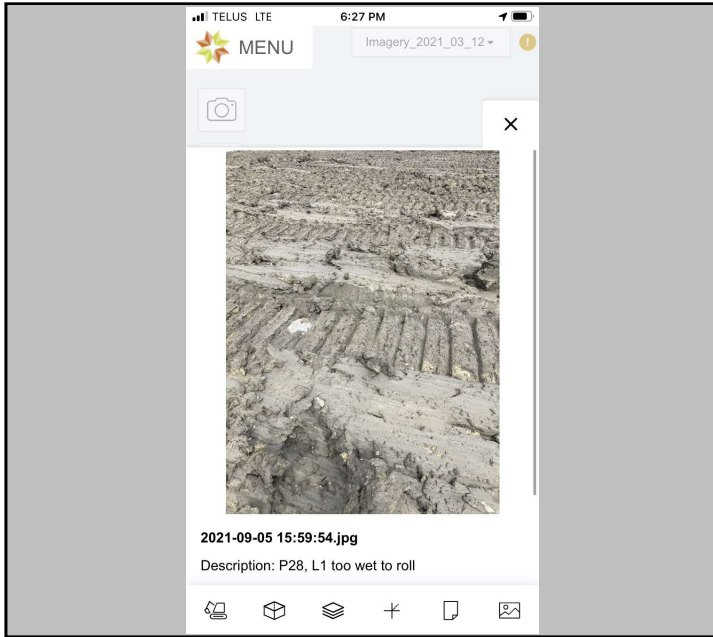 TELUS LTE 6:27 PM
MENU Imagery_2021_03_12
2021-09-05 15:59:54.jpg
Description: P28, L1 too wet to roll